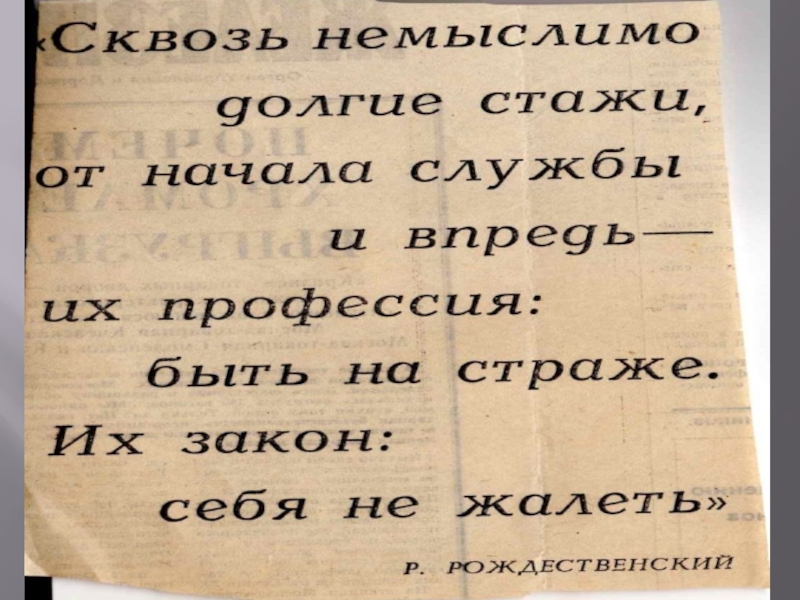 «Сквозь немыслимо
долгие стажи,
от начала службы
и впредь—
их профессия:
быть на страже.
Их закон:
себя не жалеть»
Р. РОЖДЕСТВЕНСКИЙ